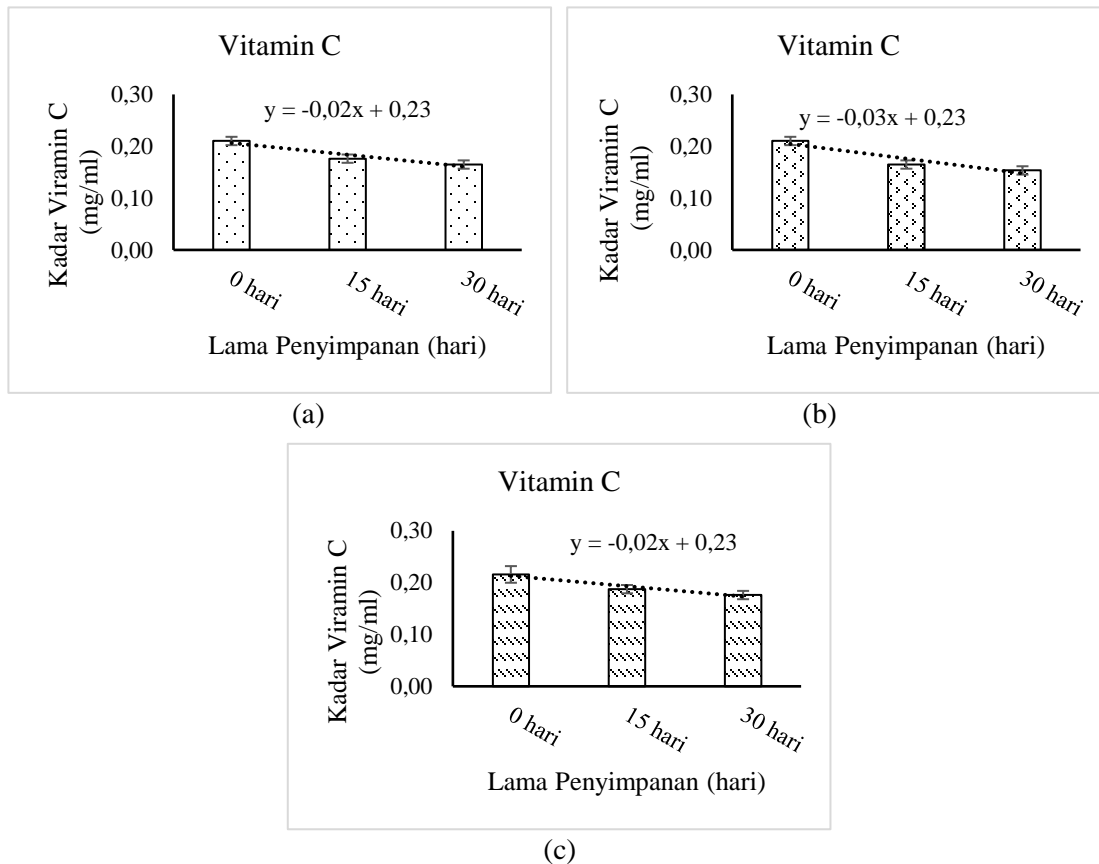 Vitamin C
y = -0,02x + 0,23
Kadar Viramin C
(mg/ml)
0,30
0,20
0,10
0,00
0 hari
15 hari
30 hari
Lama Penyimpanan (hari)
(a)
Vitamin C
y = -0,03x + 0,23
Kadar Viramin C
(mg/ml)
0,30
0,20
0,10
0,00
0 hari
15 hari
30 hari
Lama Penyimpanan (hari)
(b)
Vitamin C
y = -0,02x + 0,23
Kadar Viramin C
(mg/ml)
0,30
0,20
0,10
0,00
0 hari
15 hari
30 hari
Lama Penyimpanan (hari)
(c)